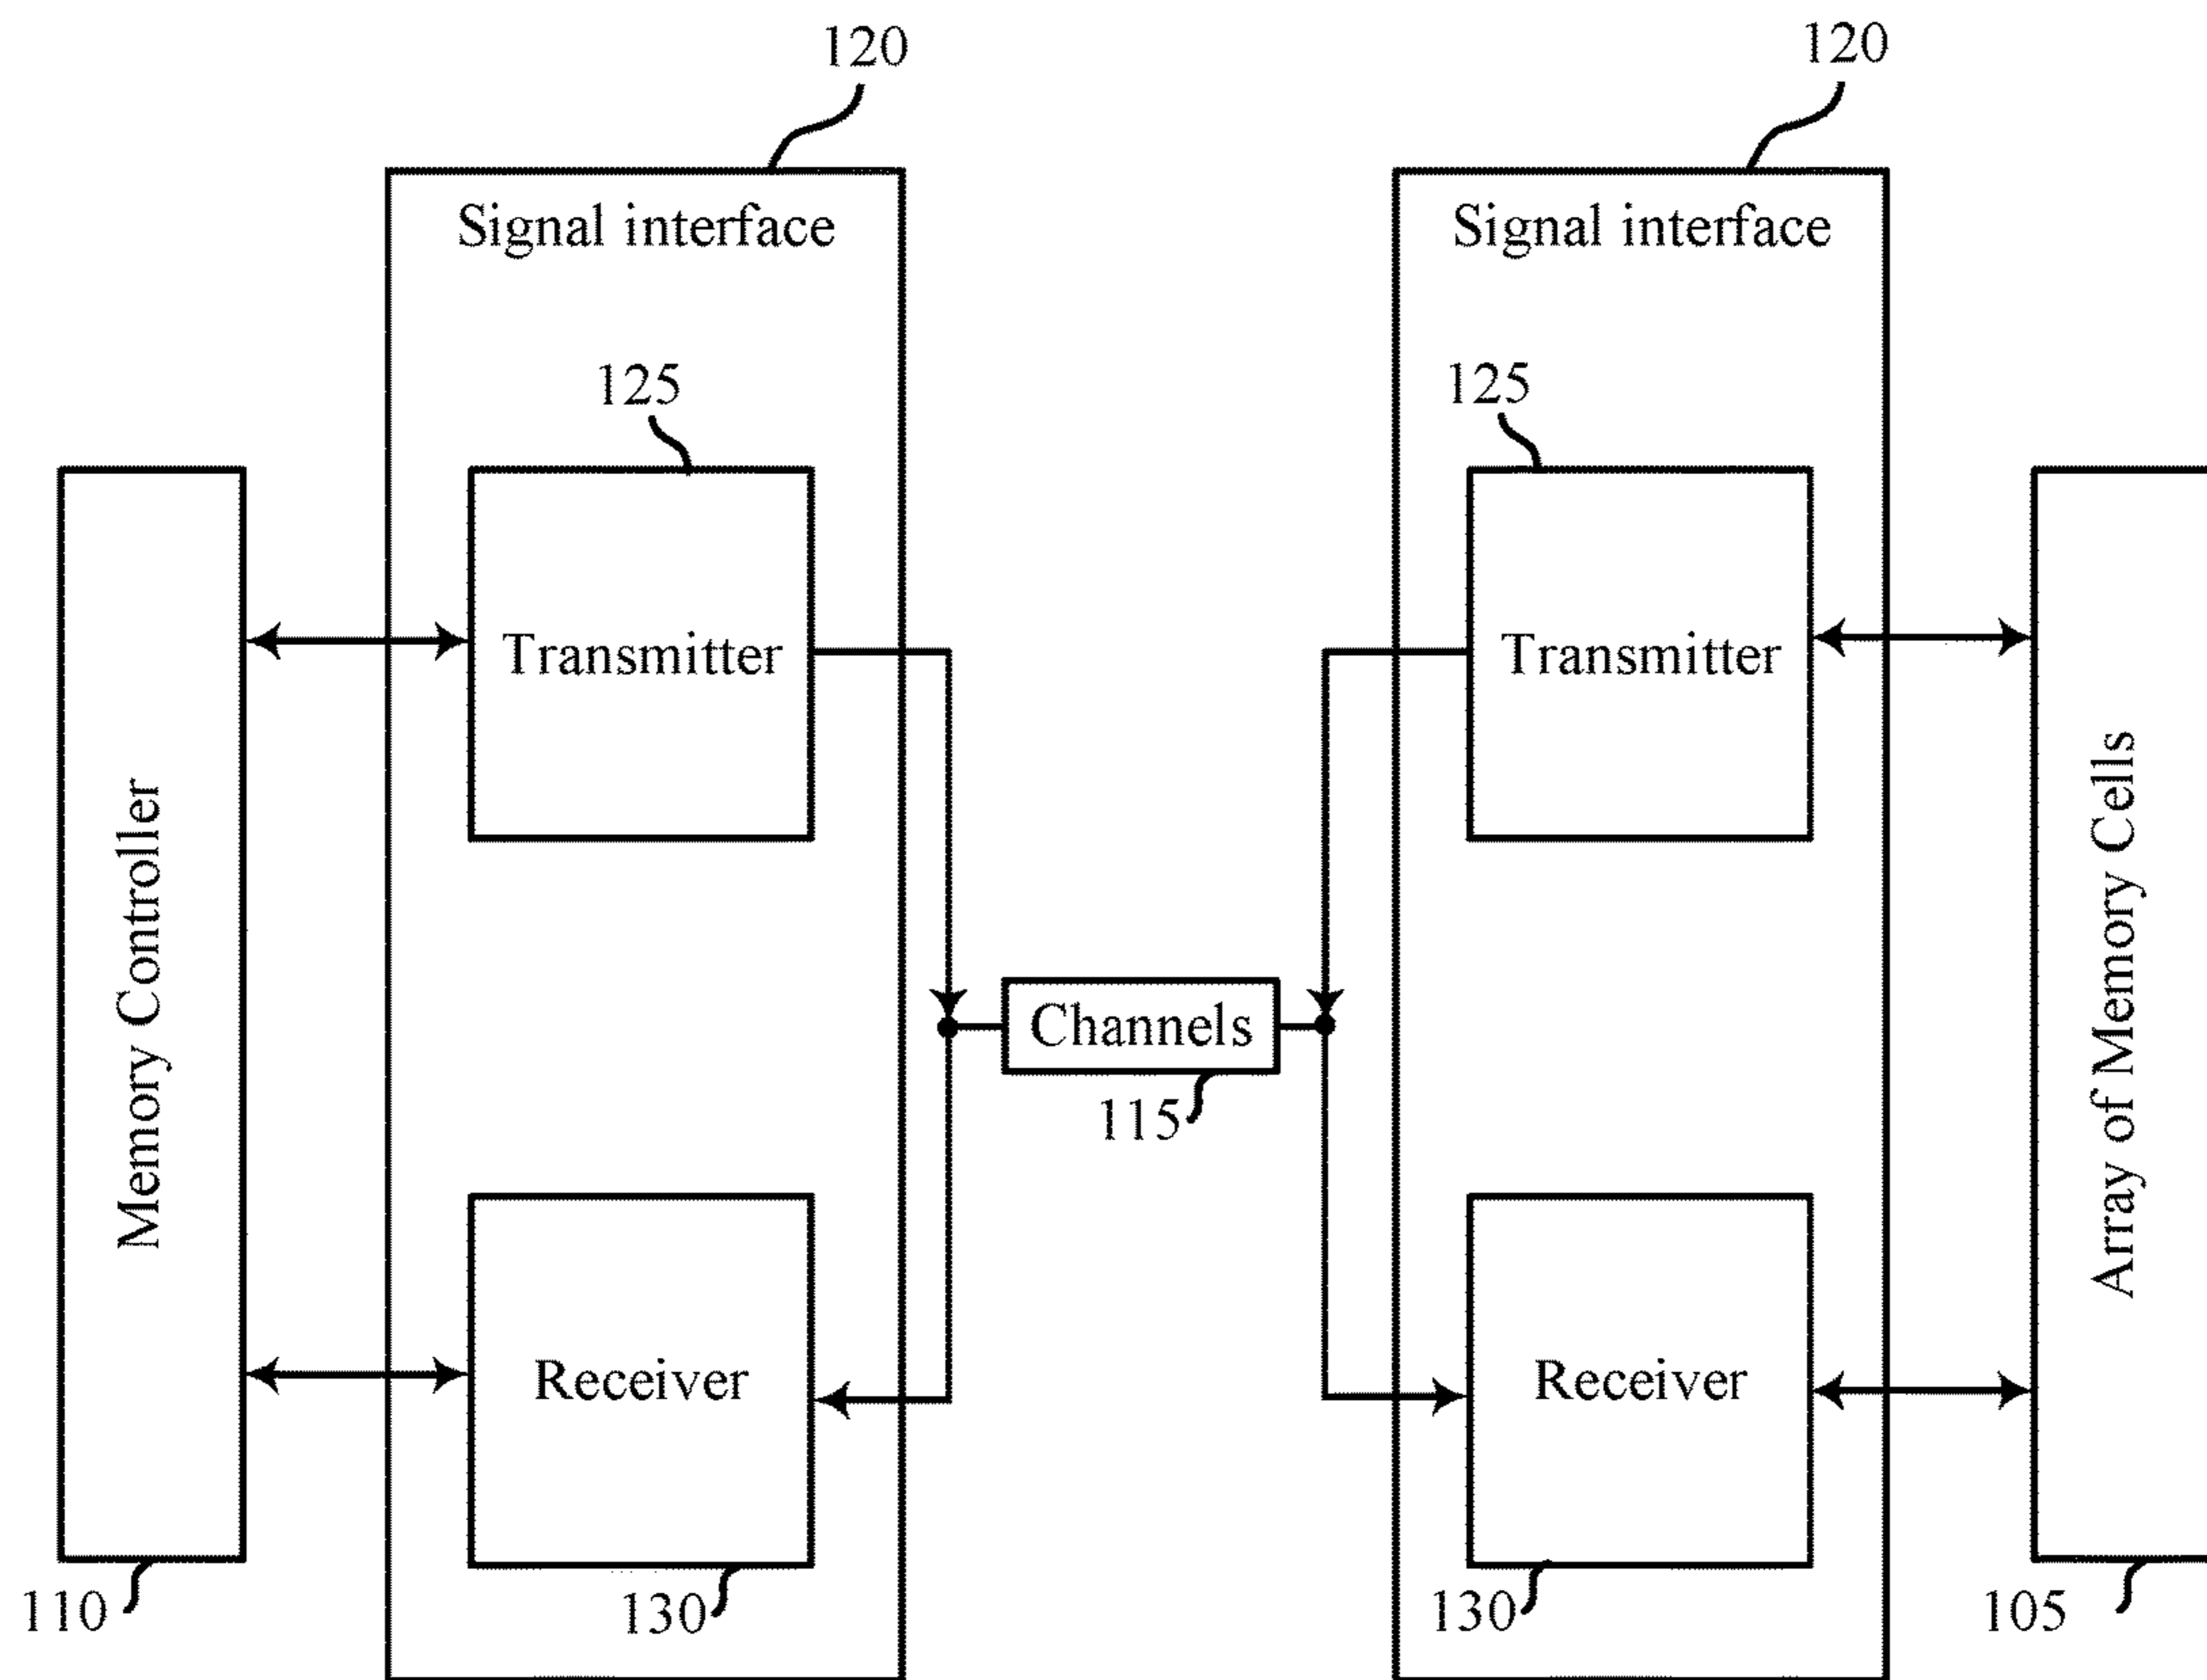 120
120
Signal interface
Signal interface
125
125
Transmitter
Transmitter
Memory Controller
Channels
115
Array of Memory Cells
Receiver
Receiver
110
130
130
105